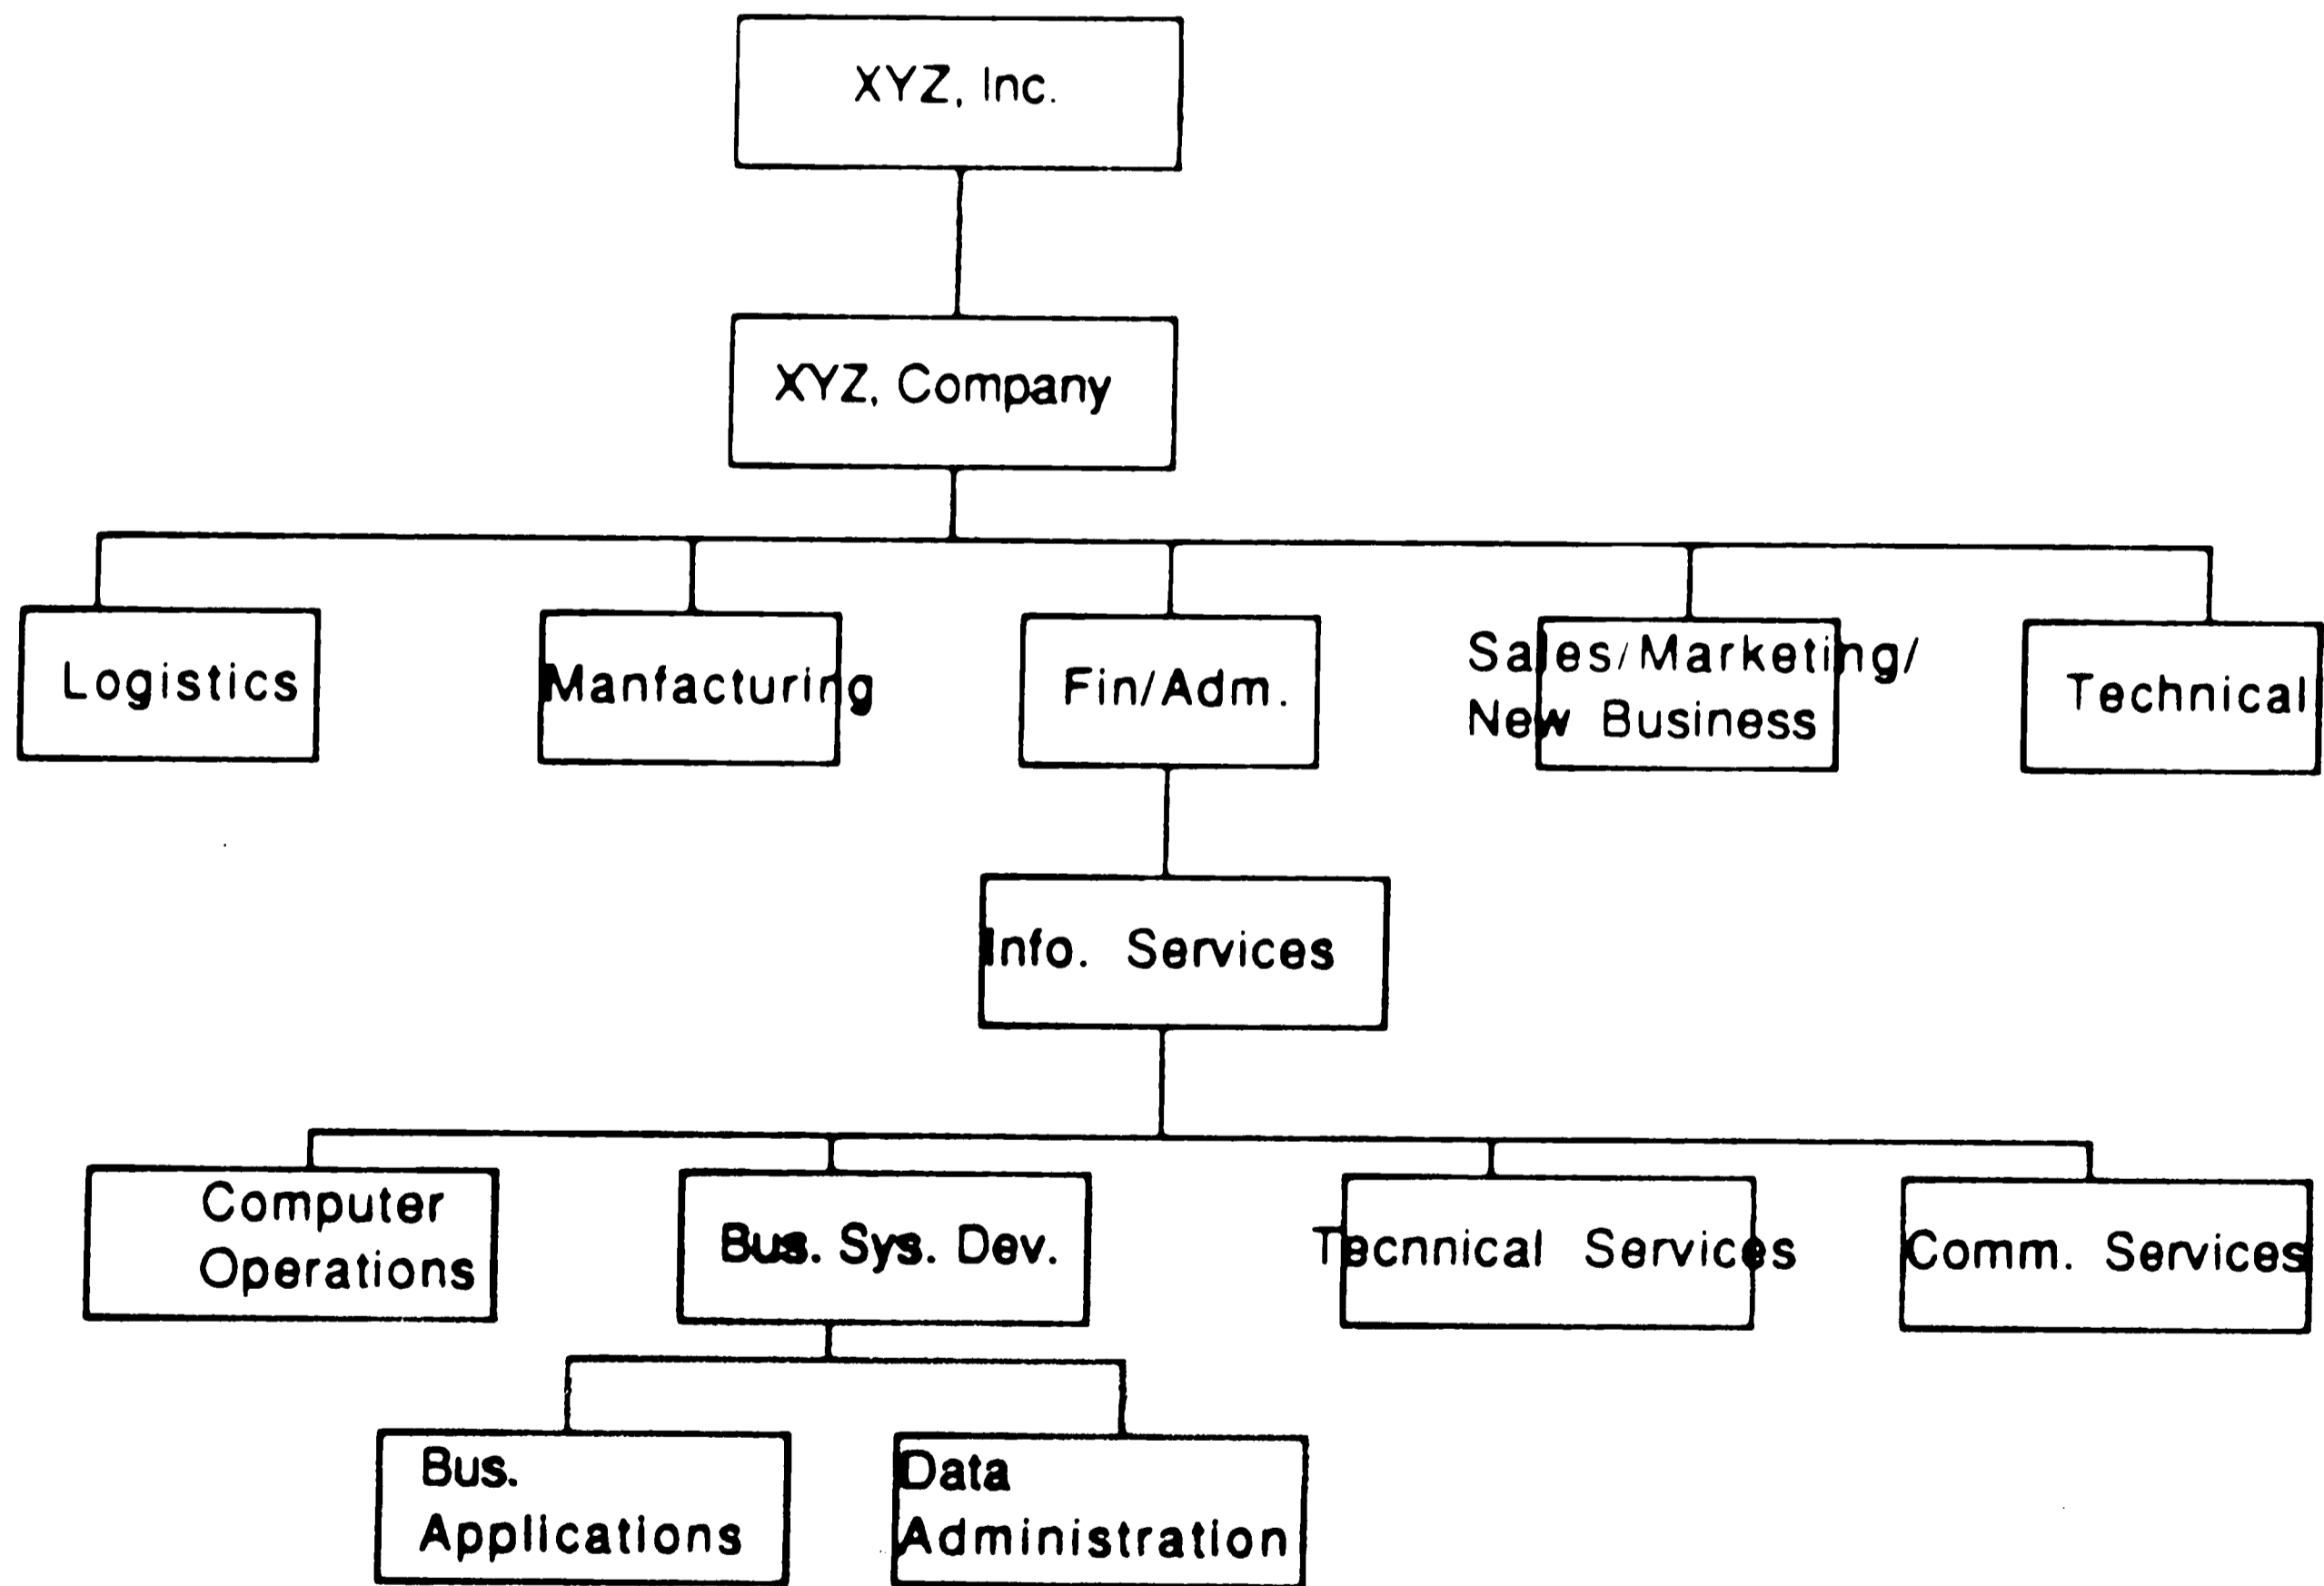 XYZ, Inc.
XYZ, Company
Logistics
Manfacturing
Fin/Adm.
Sales/Marketing/
New Business
Technical
Info. Services
Computer
Operations
Bus. Sys. Dev.
Technical Services
Comm. Services
Bus.
Applications
Data
Administration